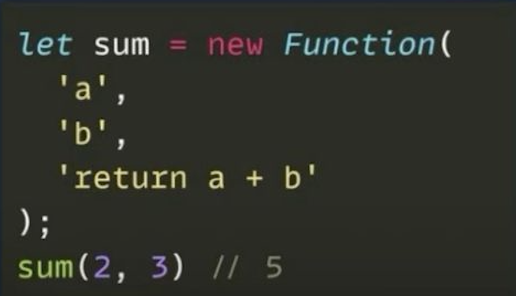 let sum = new Function(
  'a',
  'b',
  'return a + b'
);
sum(2, 3) // 5